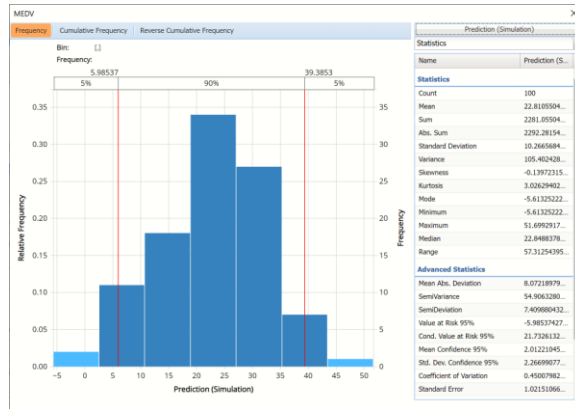 MEDV
Frequency Cumulative Frequency Reverse Cumulative Frequency
Bin: [,]
Frequency:
5.98537 39.3853
5% 90% 5%
0.35 35
0.30 30
0.25 25
0.20 20
0.15 15
0.10 10
0.05 5
0.00 0
-5 0 5 10 15 20 25 30 35 40 45 50
Relative Frequency
Frequency
Prediction (Simulation)
Prediction (Simulation)
Statistics
Name Prediction (S...
Statistics
Count 100
Mean 22.8105504...
Sum 2281.05504...
Abs. Sum 2292.28154...
Standard Deviation 10.2665684...
Variance 105.402428...
Skewness -0.13972315...
Kurtosis 3.02629402...
Mode -5.61325222...
Minimum -5.61325222...
Maximum 51.6992917...
Median 22.8488378...
Range 57.31254395...
Advanced Statistics
Mean Abs. Deviation 8.07218979...
SemiVariance 54.9063280...
SemiDeviation 7.409880432...
Value at Risk 95% -5.98537427...
Cond. Value at Risk 95% 21.7326132...
Mean Confidence 95% 2.01221045...
Std. Dev. Confidence 95% 2.26699077...
Coefficient of Variation 0.45007982...
Standard Error 1.02151066...